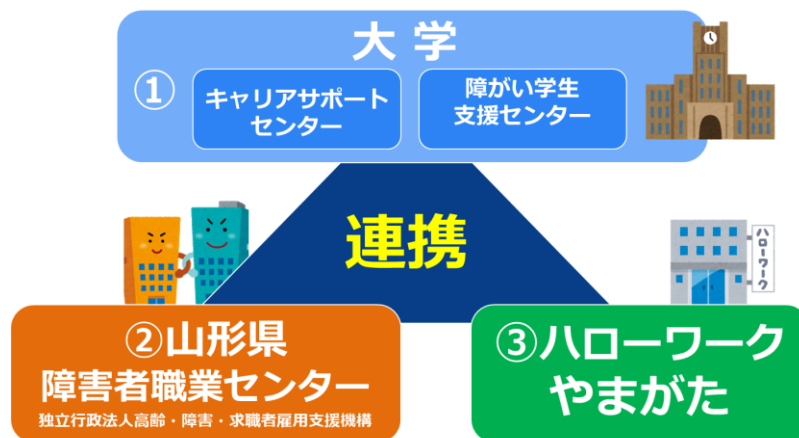 大学
①
キャリアサポート
センター
障がい学生
支援センター
連携
ハローワーク
②山形県
障害者職業センター
独立行政法人高齢・障害・求職者雇用支援機構
③ハローワーク
やまがた